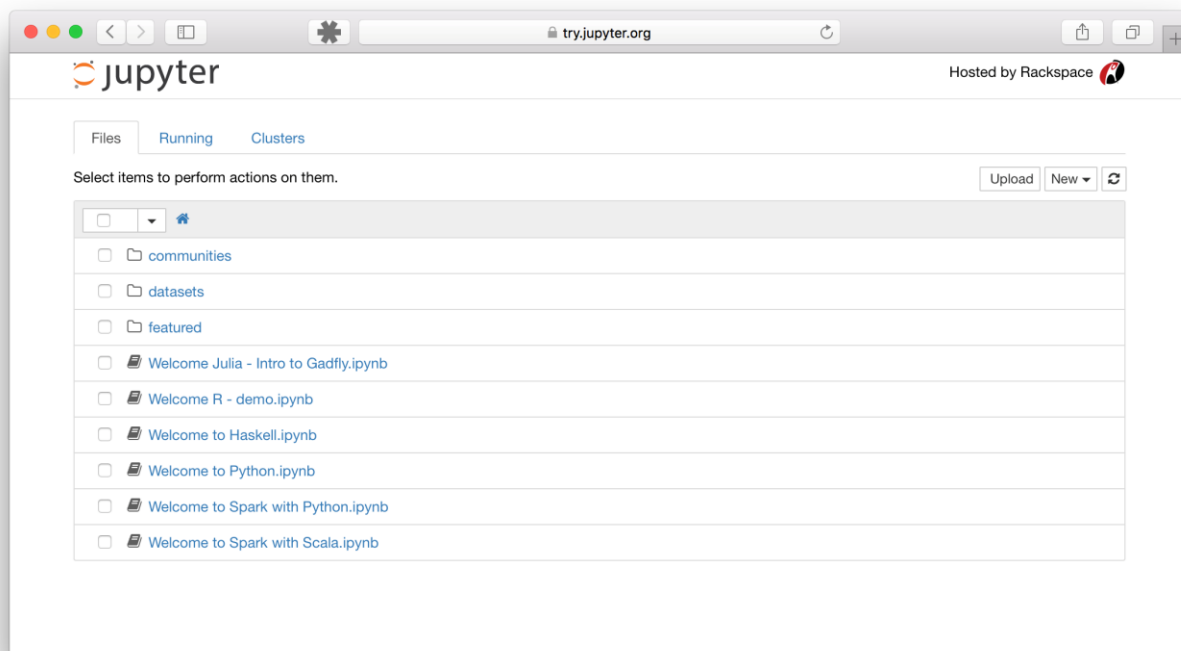 try.jupyter.org
jupyter
Hosted by Rackspace
Files Running Clusters
Select items to perform actions on them.
Upload New
communities
datasets
featured
Welcome Julia - Intro to Gadfly.ipynb
Welcome R - demo.ipynb
Welcome to Haskell.ipynb
Welcome to Python.ipynb
Welcome to Spark with Python.ipynb
Welcome to Spark with Scala.ipynb